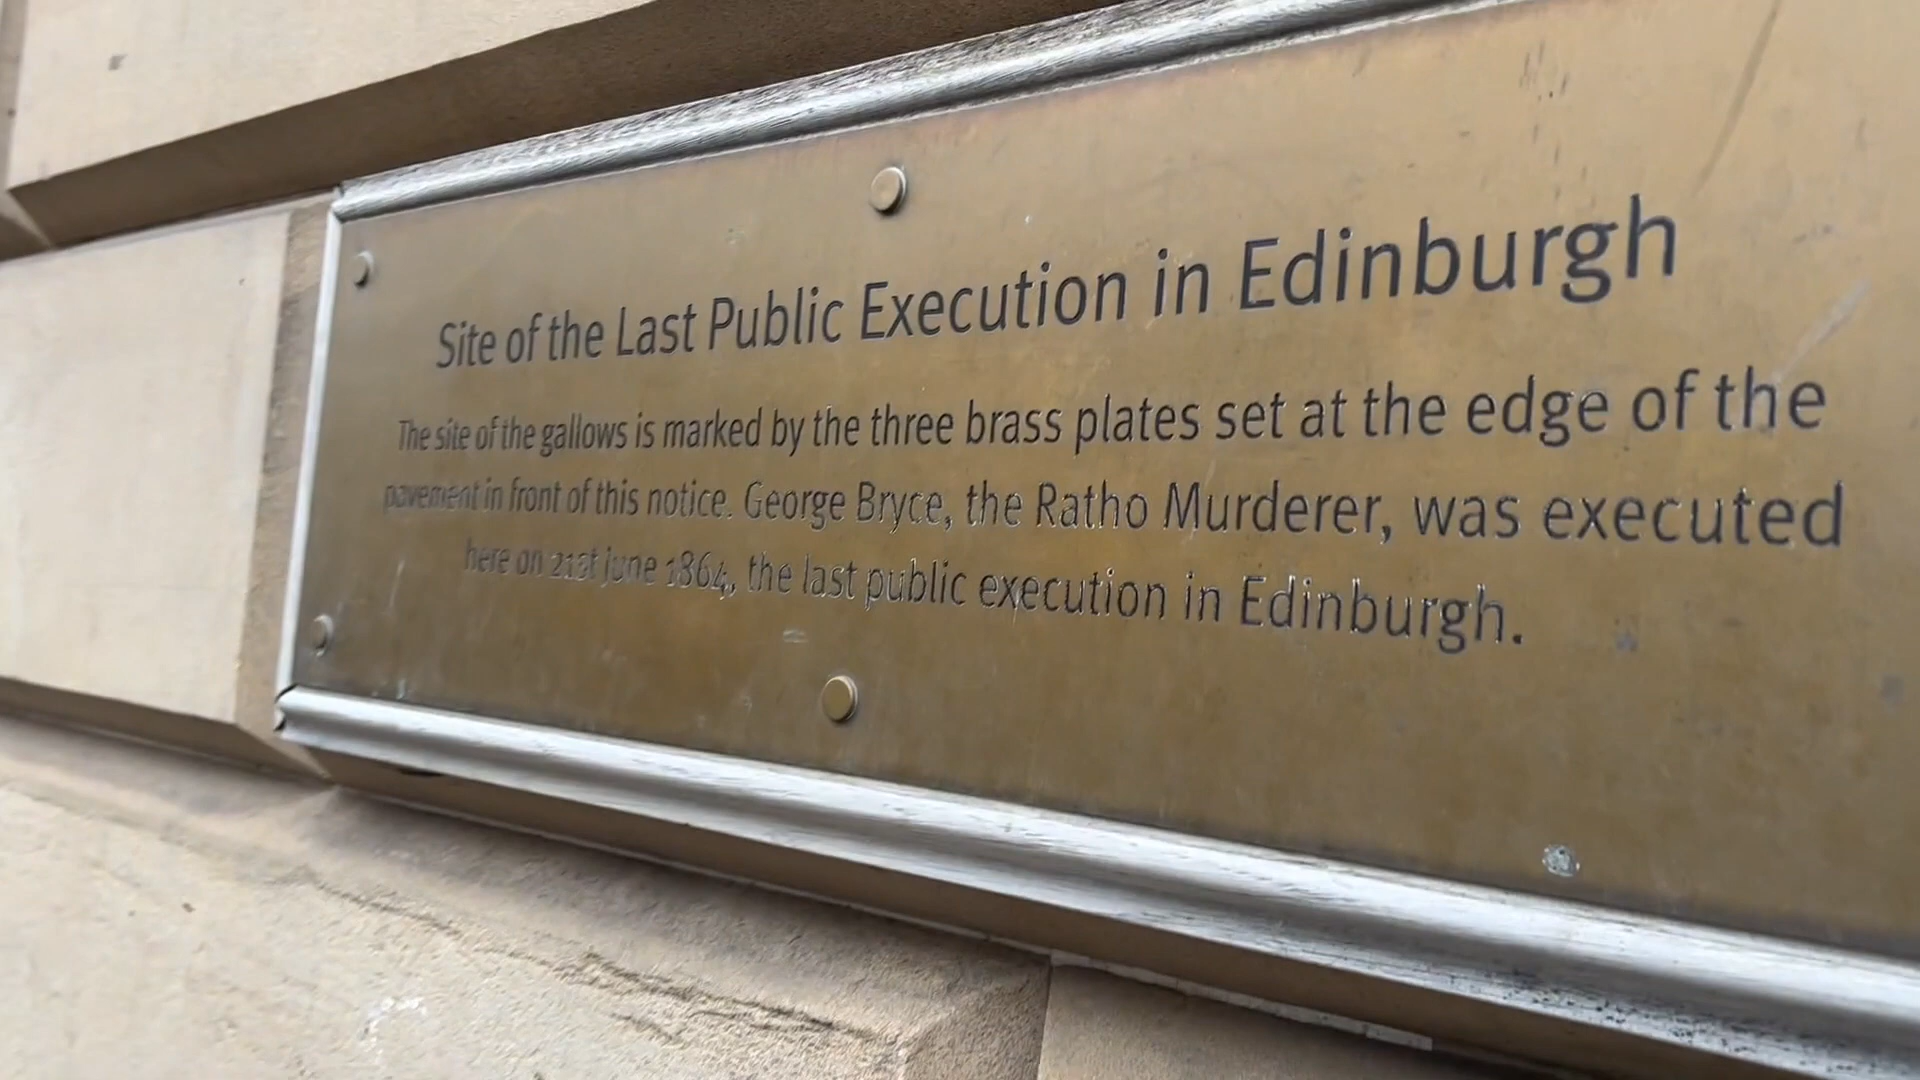 Site of the Last Public Execution in Edinburgh
The site of the gallows is marked by the three brass plates set at the edge of the
pavement in front of this notice. George Bryce, the Ratho Murderer, was executed
here on 21st June 1864, the last public execution in Edinburgh.